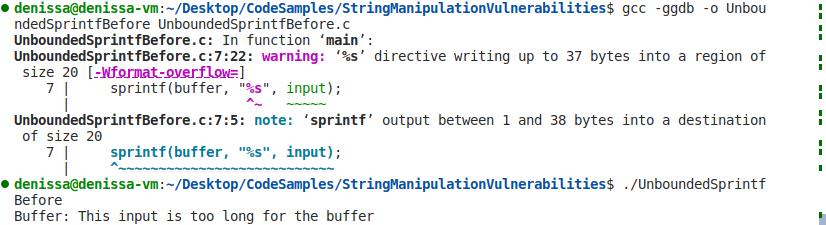 denissa@denissa-vm:~/Desktop/CodeSamples/StringManipulationVulnerabilities$ gcc -ggdb -o Unbou
ndedSprintfBefore UnboundedSprintfBefore.c
UnboundedSprintfBefore.c: In function ‘main’:
UnboundedSprintfBefore.c:7:22: warning: ‘%s’ directive writing up to 37 bytes into a region of
 size 20 [-Wformat-overflow=]
    7 |     sprintf(buffer, "%s", input);
      |                      ^~   ~~~~~
UnboundedSprintfBefore.c:7:5: note: ‘sprintf’ output between 1 and 38 bytes into a destination
 of size 20
    7 |     sprintf(buffer, "%s", input);
      |     ^~~~~~~~~~~~~~~~~~~~~~~~~~~~
denissa@denissa-vm:~/Desktop/CodeSamples/StringManipulationVulnerabilities$ ./UnboundedSprintf
Before
Buffer: This input is too long for the buffer